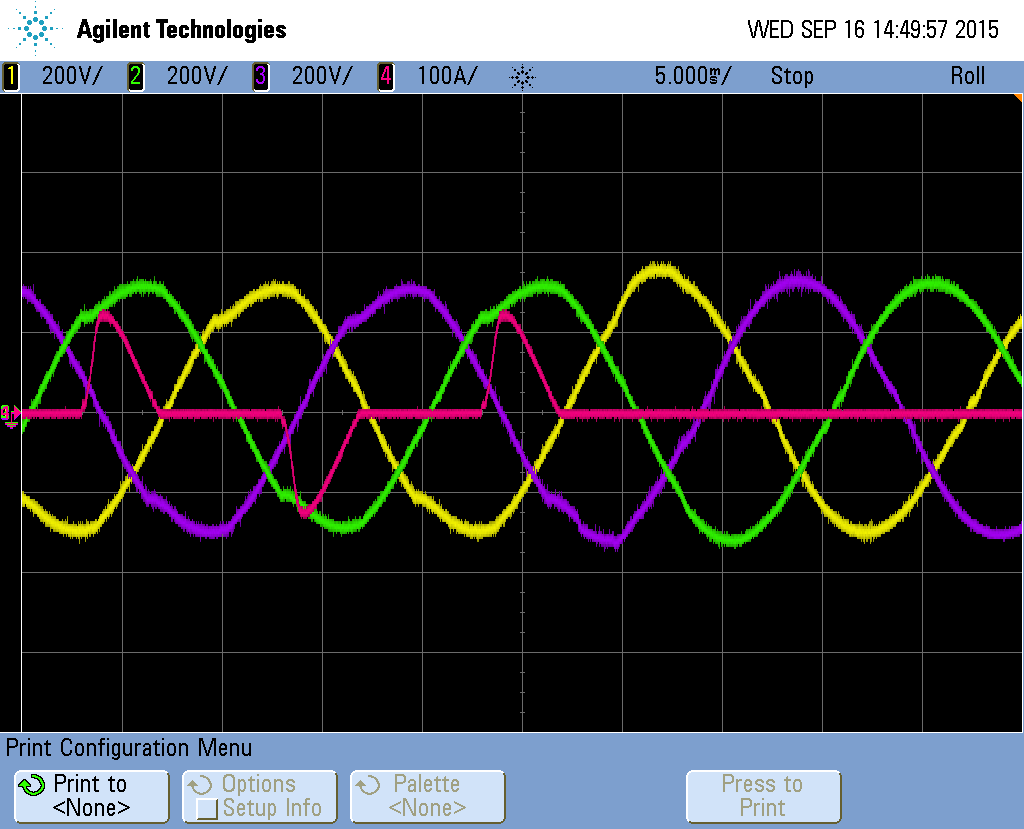 Agilent Technologies WED SEP 16 14:49:57 2015
1 200V/ 2 200V/ 3 200V/ 4 100A/ 5.000ms/ Stop Roll
Print Configuration Menu
Print to Options Palette Press to
<None> Setup Info <None> Print